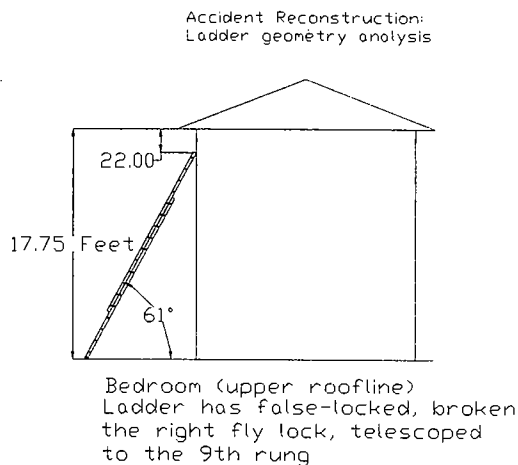 Accident Reconstruction:
Ladder geometry analysis
22.00
17.75 Feet
61°
Bedroom (upper roofline)
Ladder has false-locked, broken
the right fly lock, telescoped
to the 9th rung